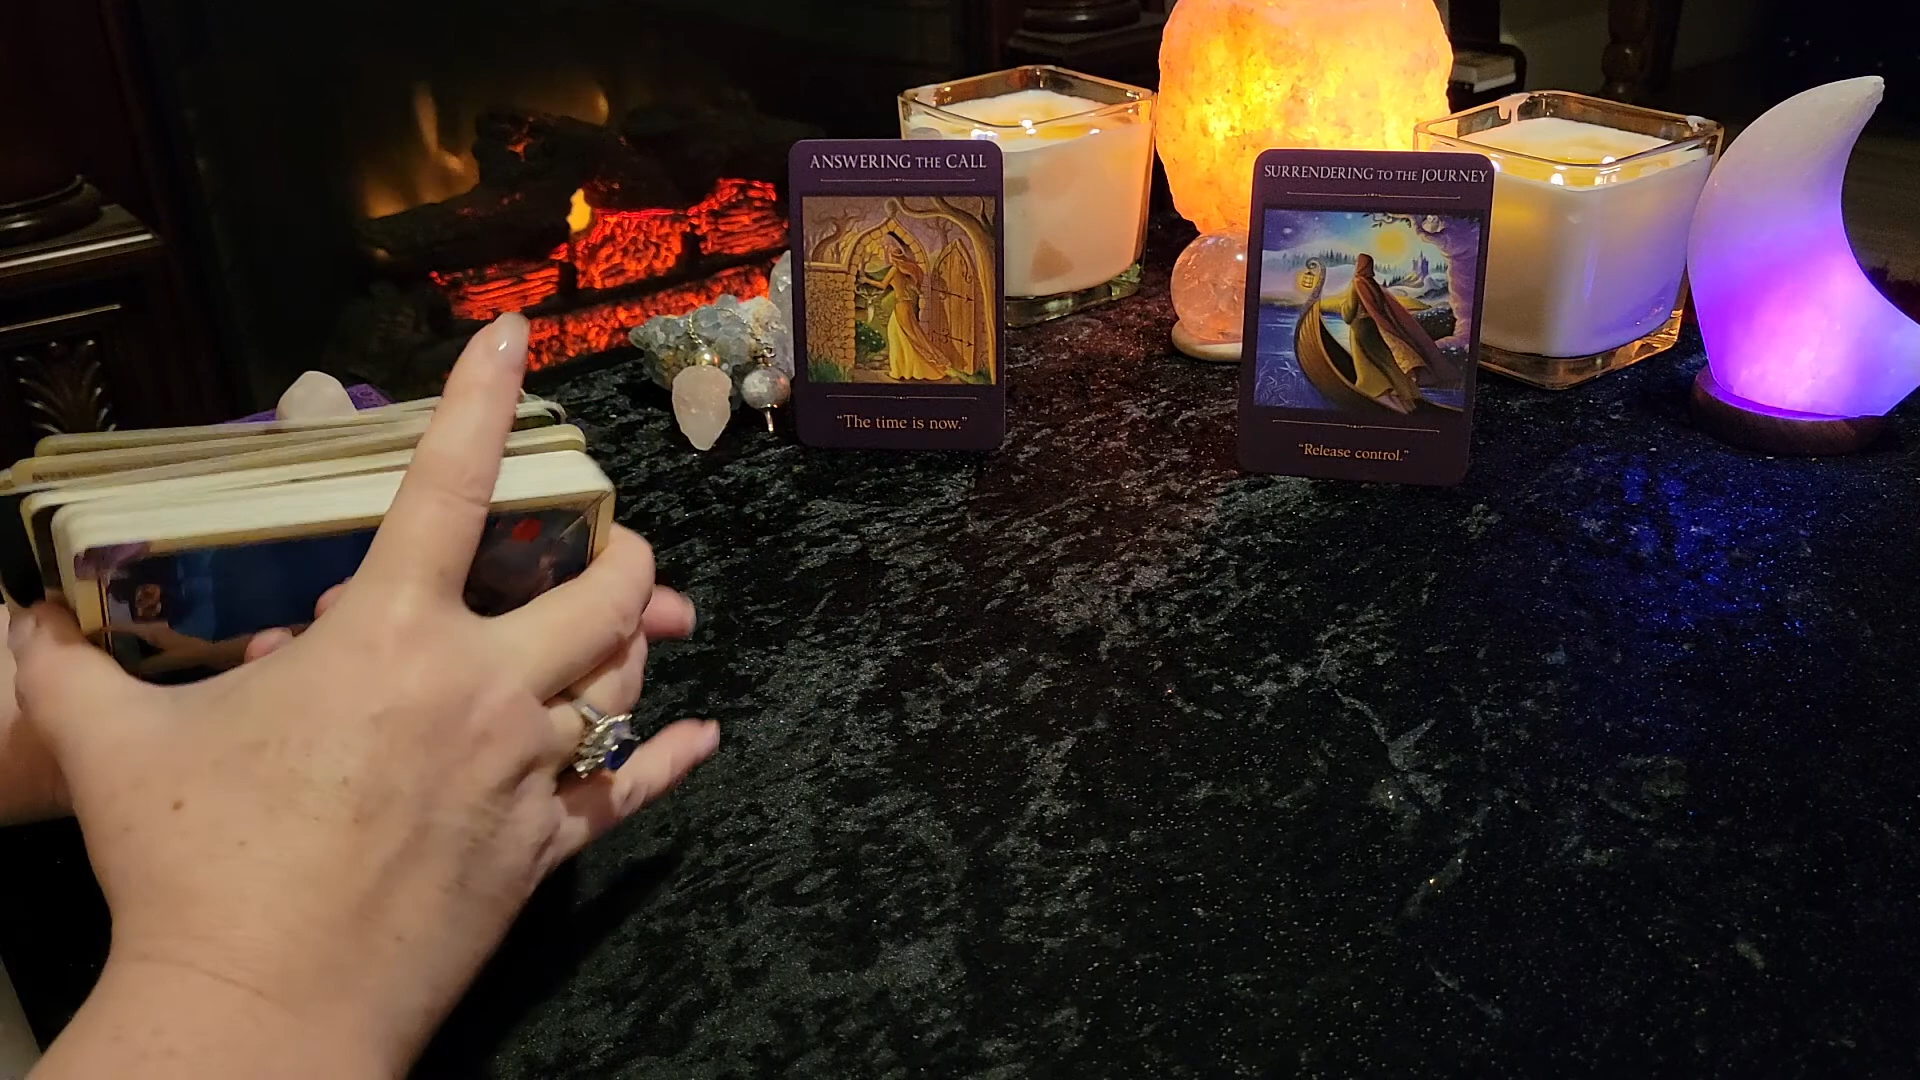 ANSWERING THE CALL
"The time is now."
SURRENDERING TO THE JOURNEY
"Release control."